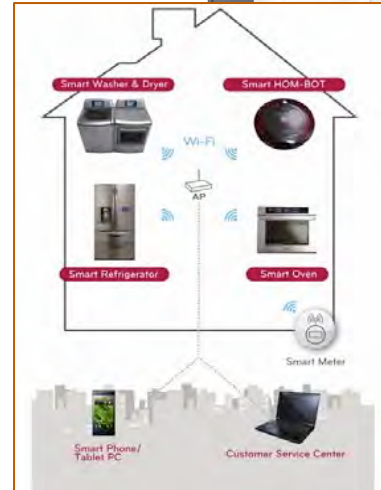 Smart Washer & Dryer
Smart HOM-BOT
Wi-Fi
AP
Smart Refrigerator
Smart Oven
Smart Meter
Smart Phone/
Tablet PC
Customer Service Center